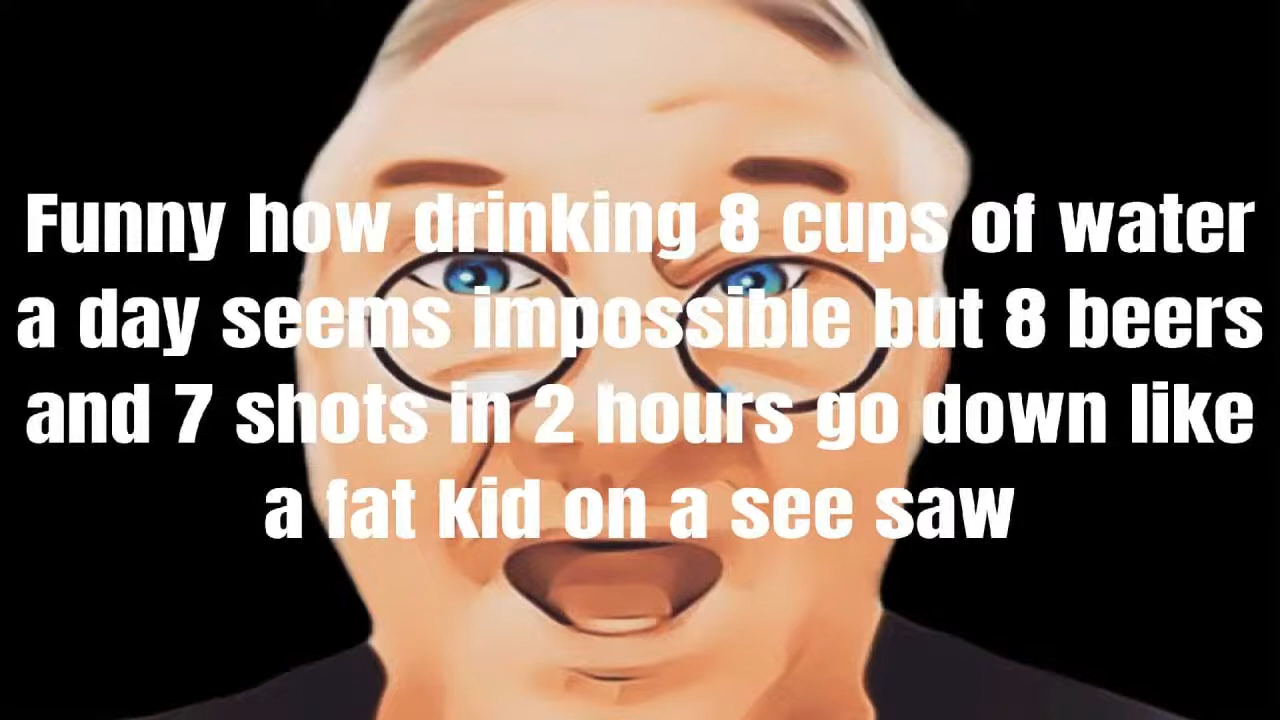 Funny how drinking 8 cups of water
a day seems impossible but 8 beers
and 7 shots in 2 hours go down like
a fat kid on a see saw